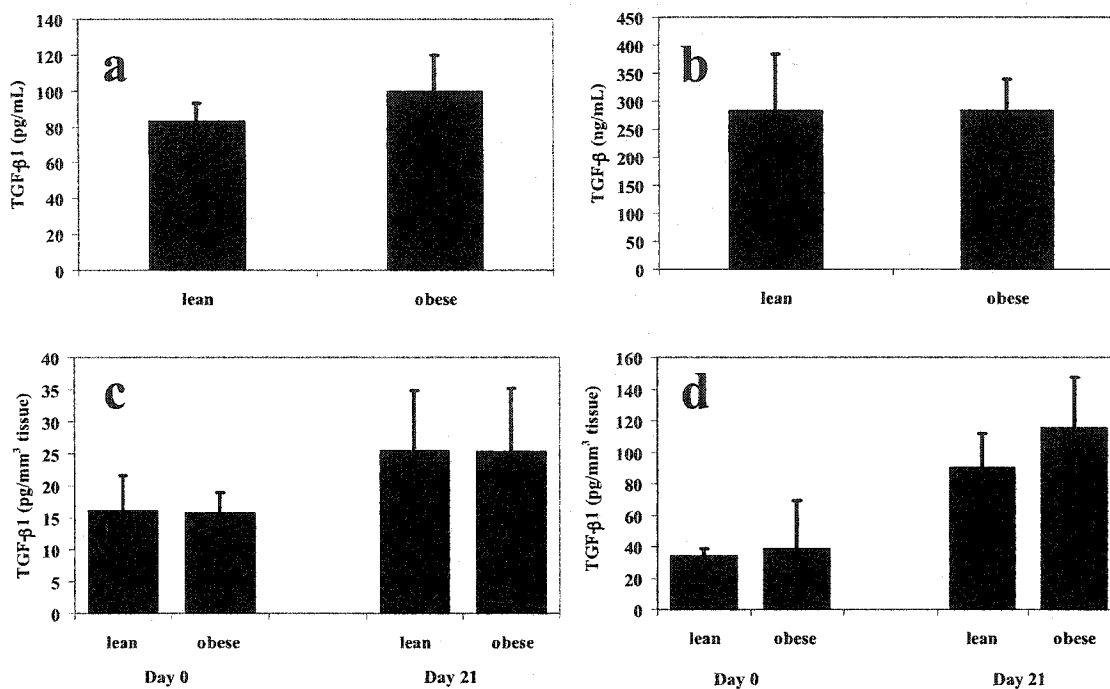 a
TGF-β1 (pg/mL)
140
120
100
80
60
40
20
0
lean
obese
b
TGF-β (ng/mL)
450
400
350
300
250
200
150
100
50
0
lean
obese
c
TGF-β1 (pg/mm³ tissue)
40
35
30
25
20
15
10
5
0
lean
obese
lean
obese
Day 0
Day 21
d
TGF-β1 (pg/mm³ tissue)
160
140
120
100
80
60
40
20
0
lean
obese
lean
obese
Day 0
Day 21